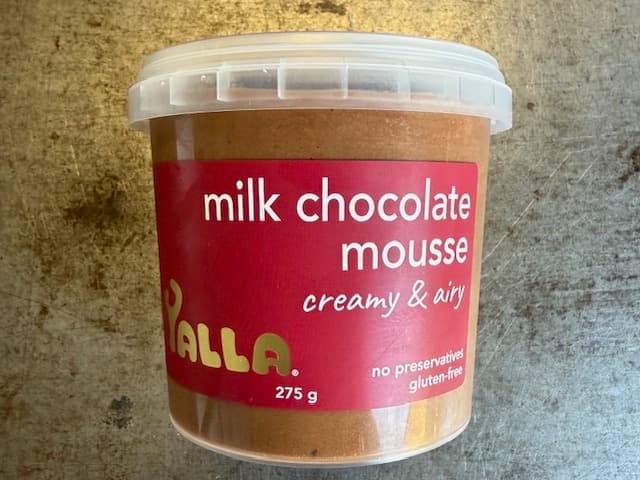 milk chocolate
mousse
creamy & airy
YALLA®
275 g
no preservatives
gluten-free